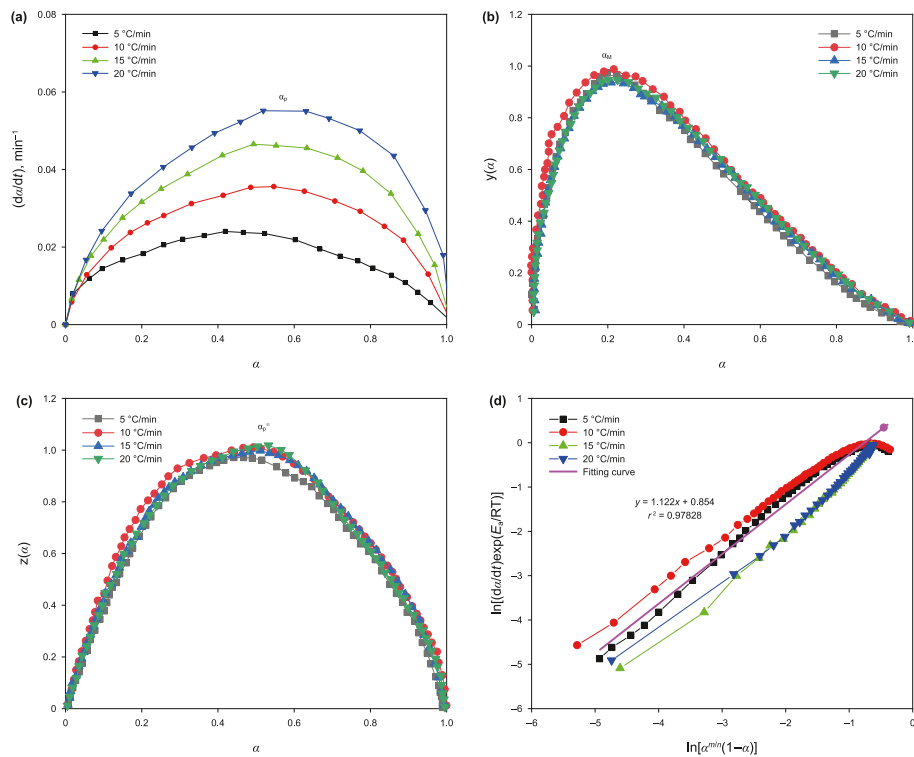 (a)
0.08
0.06
0.04
0.02
0
5 °C/min
10 °C/min
15 °C/min
20 °C/min
αp
(dα/dt), min⁻¹
0 0.2 0.4 0.6 0.8 1.0
α
(b)
1.2
1.0
0.8
0.6
0.4
0.2
0
αM
5 °C/min
10 °C/min
15 °C/min
20 °C/min
y(α)
0 0.2 0.4 0.6 0.8 1.0
α
(c)
1.2
1.0
0.8
0.6
0.4
0.2
0
5 °C/min
10 °C/min
15 °C/min
20 °C/min
αp∞
z(α)
0 0.2 0.4 0.6 0.8 1.0
α
(d)
1
0
−1
−2
−3
−4
−5
−6
5 °C/min
10 °C/min
15 °C/min
20 °C/min
Fitting curve
y = 1.122x + 0.854
r² = 0.97828
ln[(dα/dt)exp(Ea/RT)]
−6 −5 −4 −3 −2 −1 0
ln[αm/n(1−α)]